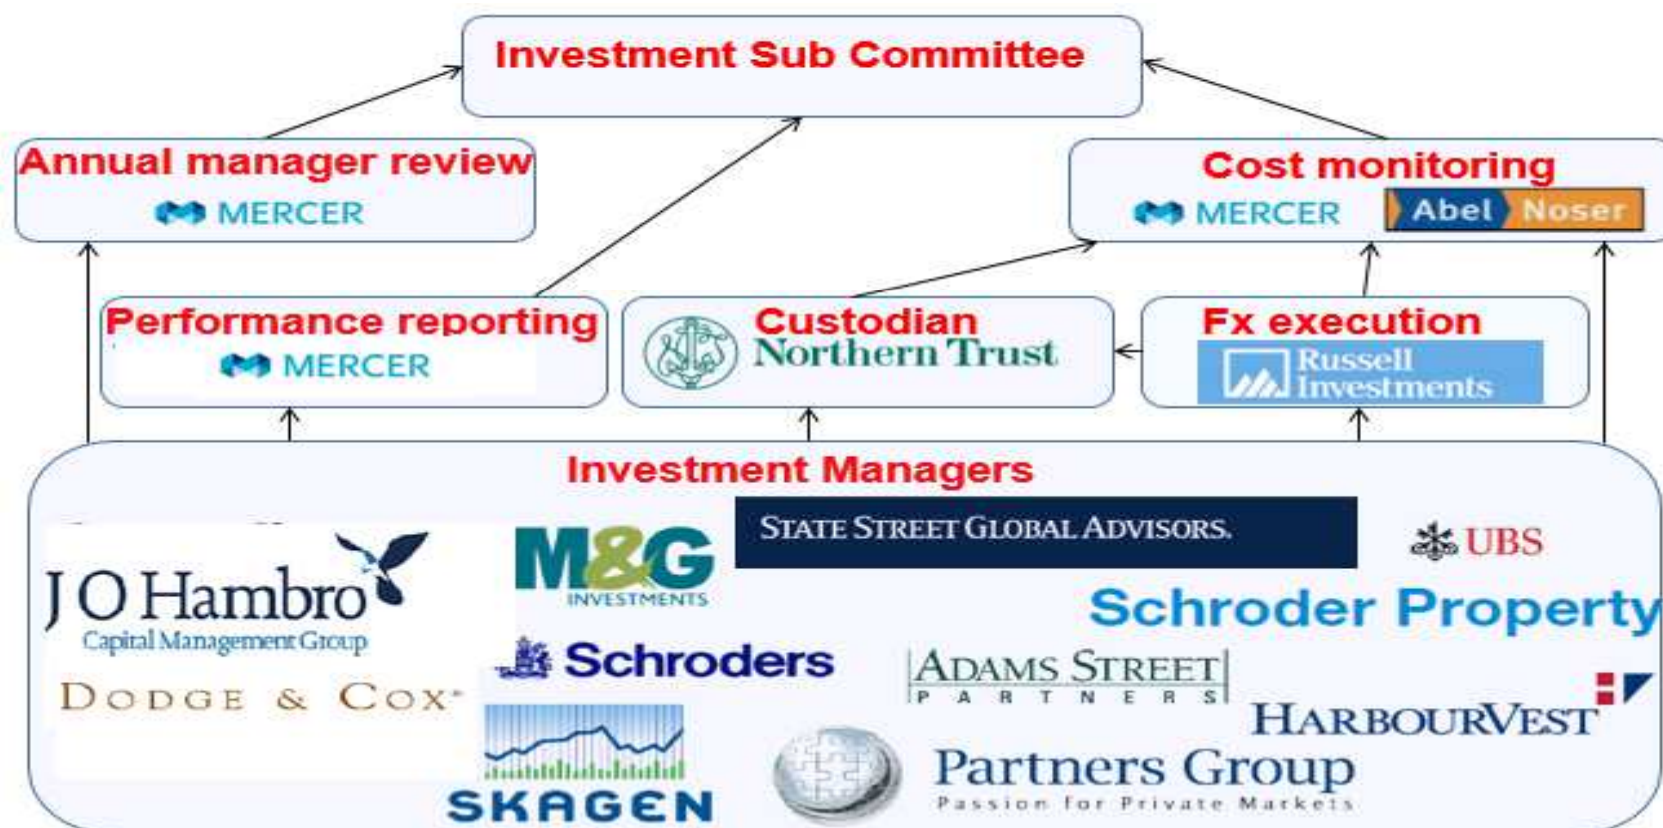 Investment Sub Committee
Annual manager review
MERCER
Cost monitoring
MERCER
Abel Noser
Performance reporting
MERCER
Custodian
Northern Trust
Fx execution
Russell
Investments
Investment Managers
J O Hambro
Capital Management Group
M&G
INVESTMENTS
STATE STREET GLOBAL ADVISORS.
UBS
Schroder Property
Schroders
DODGE & COX
ADAMS STREET
PARTNERS
HARBOURVEST
SKAGEN
Partners Group
Passion for Private Markets